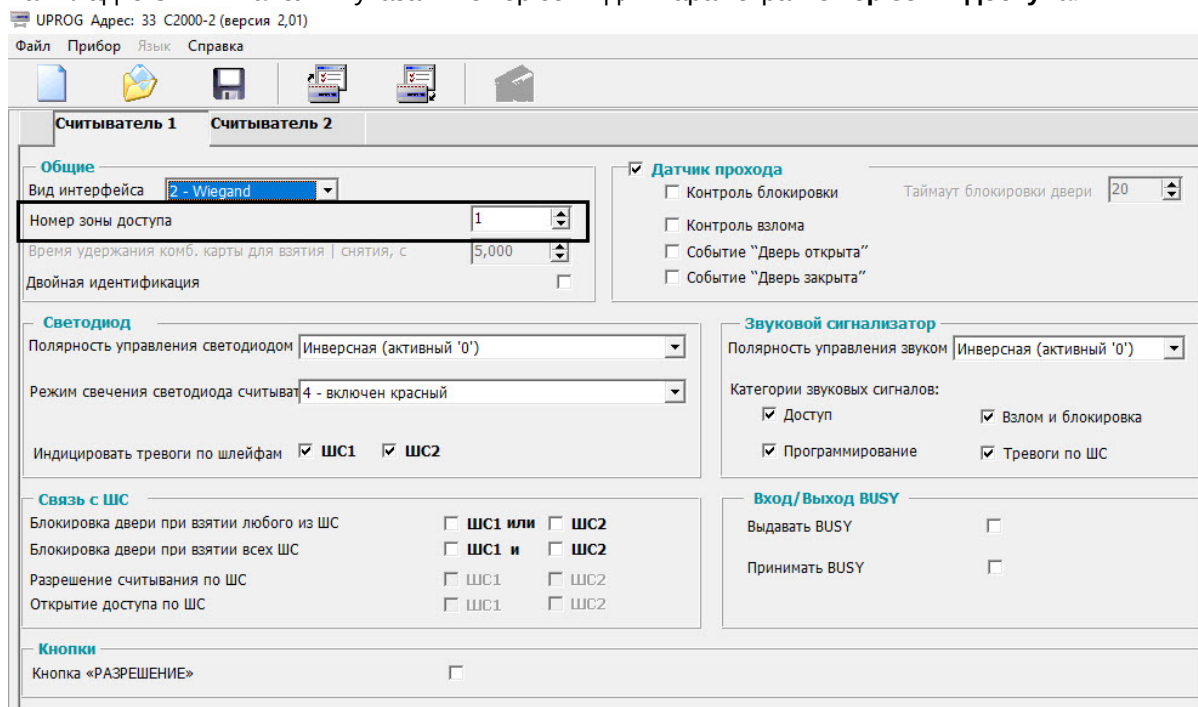 UPROG Адрес: 33 С2000-2 (версия 2,01)
Файл Прибор Язык Справка
Считыватель 1 Считыватель 2
Общие
Вид интерфейса 2 - Wiegand
Номер зоны доступа 1
Время удержания комб. карты для взятия | снятия, с 5,000
Двойная идентификация
Датчик прохода
Контроль блокировки Таймаут блокировки двери 20
Контроль взлома
Событие "Дверь открыта"
Событие "Дверь закрыта"
Светодиод
Полярность управления светодиодом Инверсная (активный '0')
Режим свечения светодиода считыват 4 - включен красный
Индицировать тревоги по шлейфам ШС1 ШС2
Звуковой сигнализатор
Полярность управления звуком Инверсная (активный '0')
Категории звуковых сигналов:
Доступ Взлом и блокировка
Программирование Тревоги по ШС
Связь с ШС
Блокировка двери при взятии любого из ШС ШС1 или ШС2
Блокировка двери при взятии всех ШС ШС1 и ШС2
Разрешение считывания по ШС ШС1 ШС2
Открытие доступа по ШС ШС1 ШС2
Вход/Выход BUSY
Выдавать BUSY
Принимать BUSY
Кнопки
Кнопка «РАЗРЕШЕНИЕ»